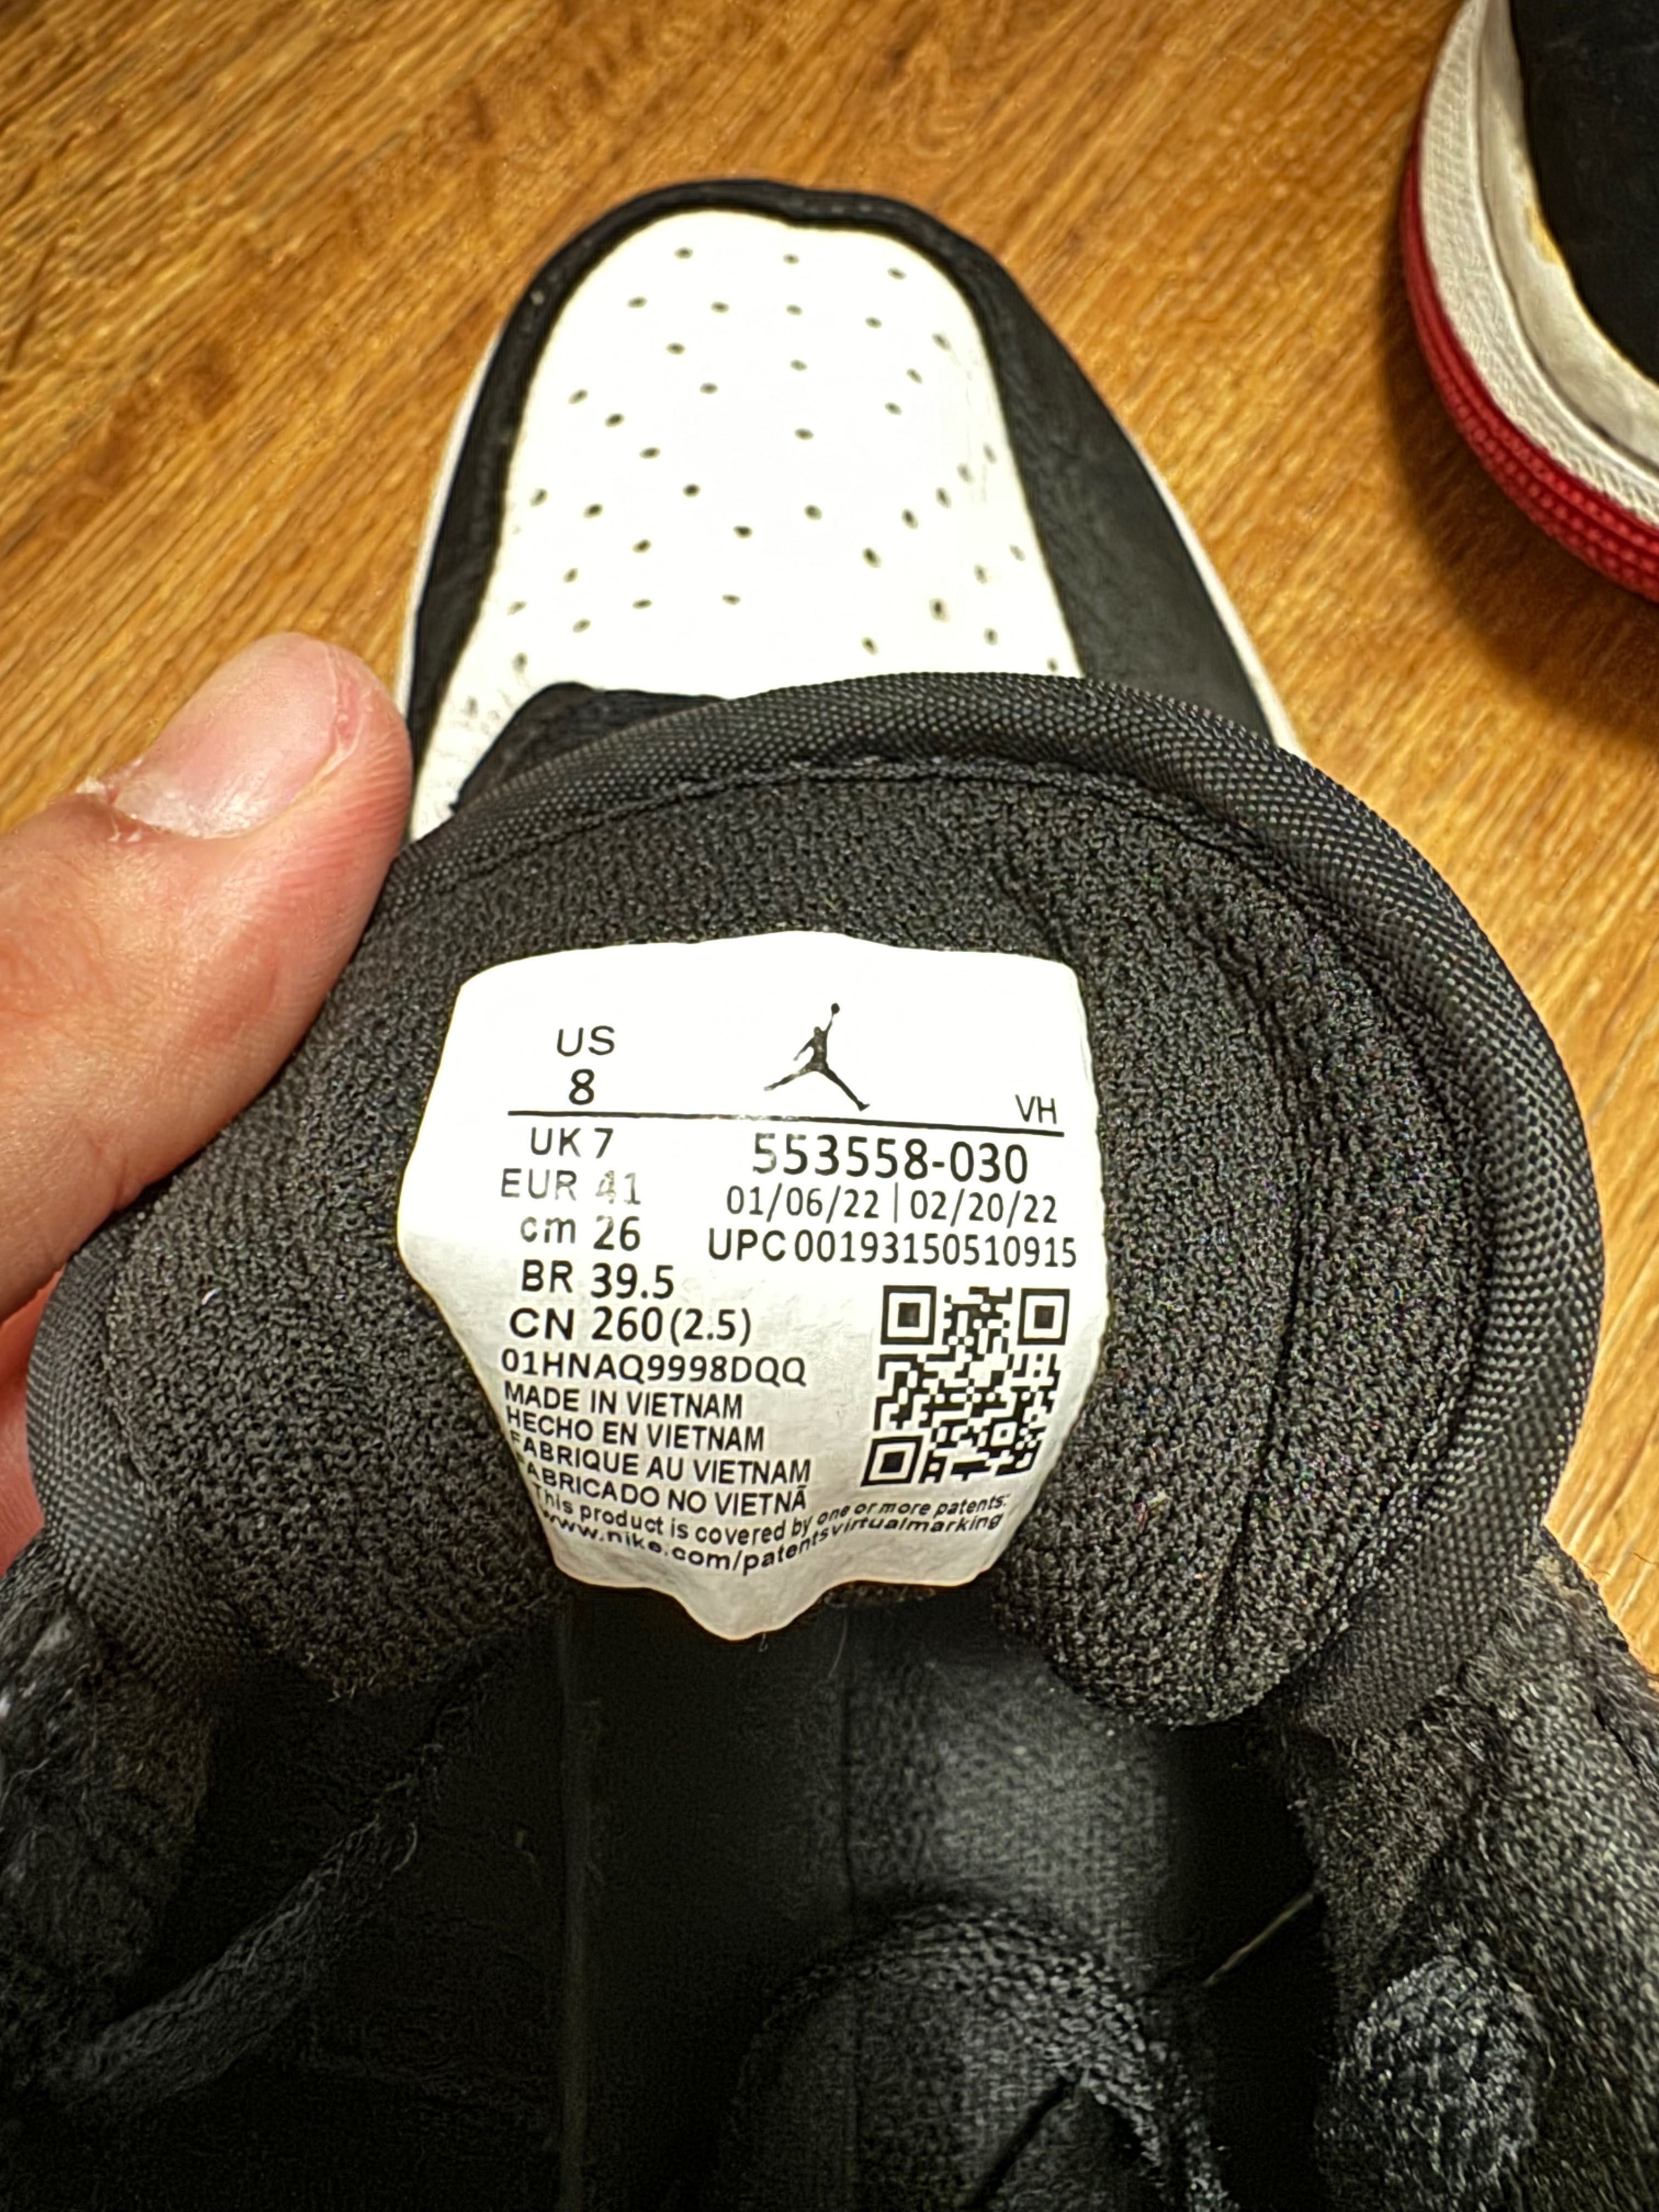 US
8
VH
UK 7
EUR 41
cm 26
BR 39.5
CN 260(2.5)
553558-030
01/06/22 | 02/20/22
UPC 00193150510915
01HNAQ9998DQQ
MADE IN VIETNAM
HECHO EN VIETNAM
FABRIQUE AU VIETNAM
FABRICADO NO VIETNÃ
This product is covered by one or more patents:
www.nike.com/patentsvirtualmarking